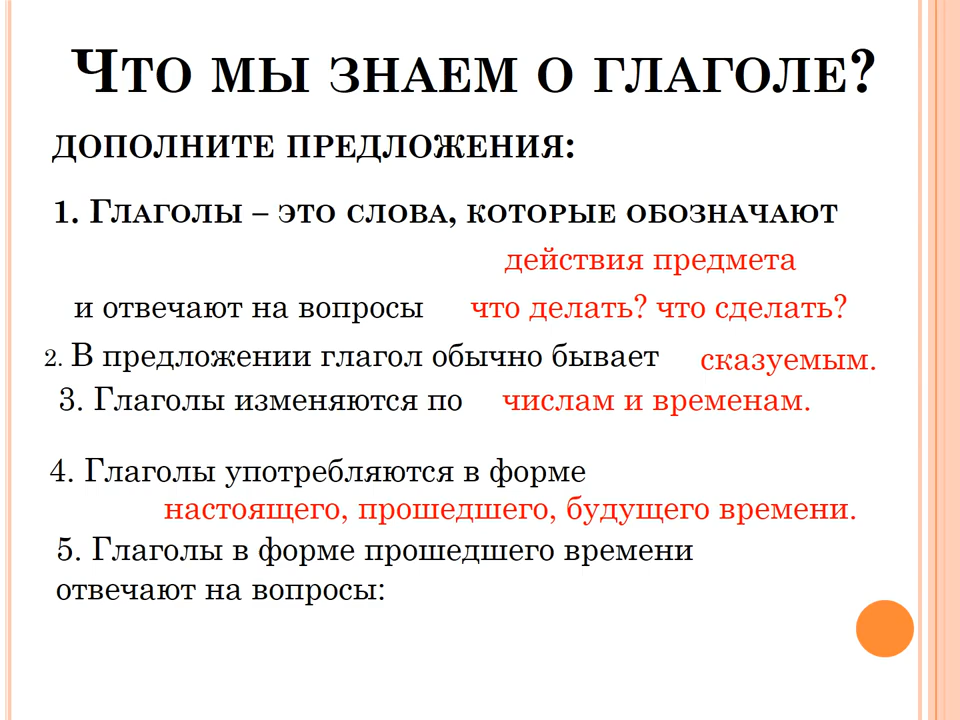 Что мы знаем о глаголе?
дополните предложения:
1. Глаголы – это слова, которые обозначают
действия предмета
и отвечают на вопросы что делать? что сделать?
2. В предложении глагол обычно бывает сказуемым.
3. Глаголы изменяются по числам и временам.
4. Глаголы употребляются в форме
настоящего, прошедшего, будущего времени.
5. Глаголы в форме прошедшего времени
отвечают на вопросы: